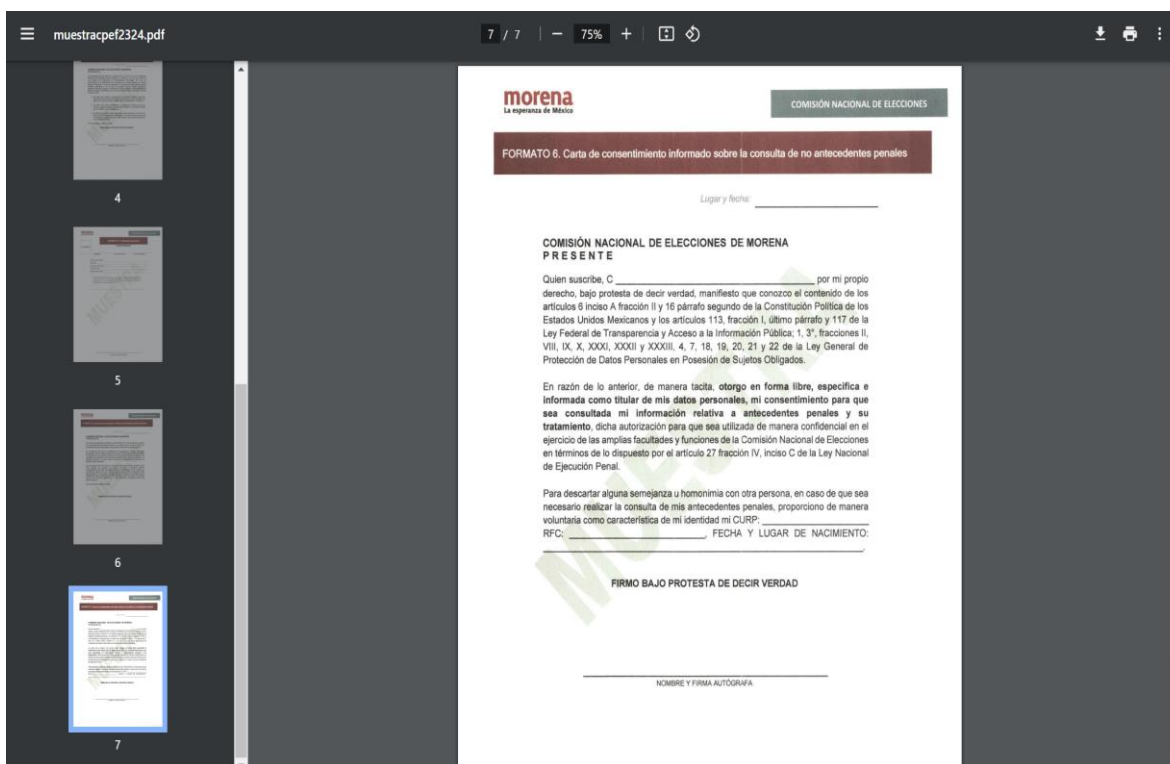 muestracpef2324.pdf
7 / 7
75%
4
5
6
7
morena
La esperanza de México
COMISIÓN NACIONAL DE ELECCIONES
FORMATO 6. Carta de consentimiento informado sobre la consulta de no antecedentes penales
Lugar y fecha:
COMISIÓN NACIONAL DE ELECCIONES DE MORENA
P R E S E N T E
Quien suscribe, C ______ por mi propio
derecho, bajo protesta de decir verdad, manifiesto que conozco el contenido de los
artículos 6 inciso A fracción II y 16 párrafo segundo de la Constitución Política de los
Estados Unidos Mexicanos y los artículos 113, fracción I, último párrafo y 117 de la
Ley Federal de Transparencia y Acceso a la Información Pública; 1, 3°, fracciones II,
VIII, IX, X, XXXI, XXXII y XXXIII, 4, 7, 18, 19, 20, 21 y 22 de la Ley General de
Protección de Datos Personales en Posesión de Sujetos Obligados.
En razón de lo anterior, de manera tacita, otorgo en forma libre, especifica e
informada como titular de mis datos personales, mi consentimiento para que
sea consultada mi información relativa a antecedentes penales y su
tratamiento, dicha autorización para que sea utilizada de manera confidencial en el
ejercicio de las amplias facultades y funciones de la Comisión Nacional de Elecciones
en términos de lo dispuesto por el artículo 27 fracción IV, inciso C de la Ley Nacional
de Ejecución Penal.
Para descartar alguna semejanza u homonimia con otra persona, en caso de que sea
necesario realizar la consulta de mis antecedentes penales, proporciono de manera
voluntaria como característica de mi identidad mi CURP: ______
RFC: ______, FECHA Y LUGAR DE NACIMIENTO:
______.
FIRMO BAJO PROTESTA DE DECIR VERDAD
NOMBRE Y FIRMA AUTÓGRAFA
MUESTRA